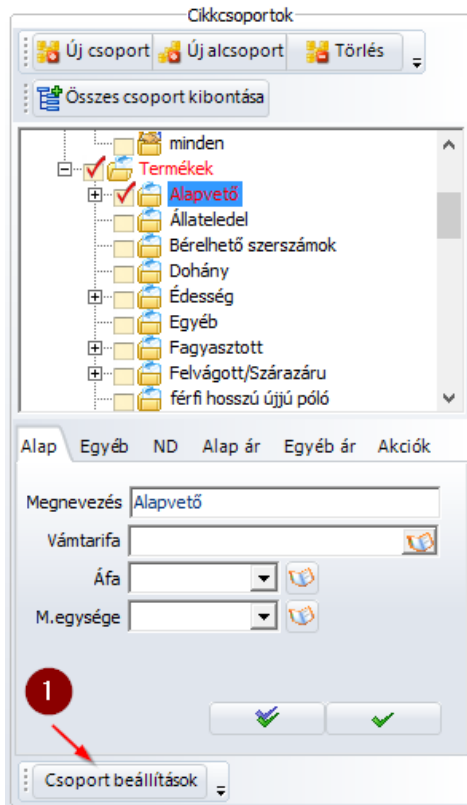 Cikkcsoportok
Új csoport Új alcsoport Törlés
Összes csoport kibontása
minden
Termékek
Alapvető
Állateledel
Bérelhető szerszámok
Dohány
Édesség
Egyéb
Fagyasztott
Felvágott/Szárazáru
férfi hosszú újjú póló
Alap Egyéb ND Alap ár Egyéb ár Akciók
Megnevezés Alapvető
Vámtarifa
Áfa
M.egysége
1
Csoport beállítások